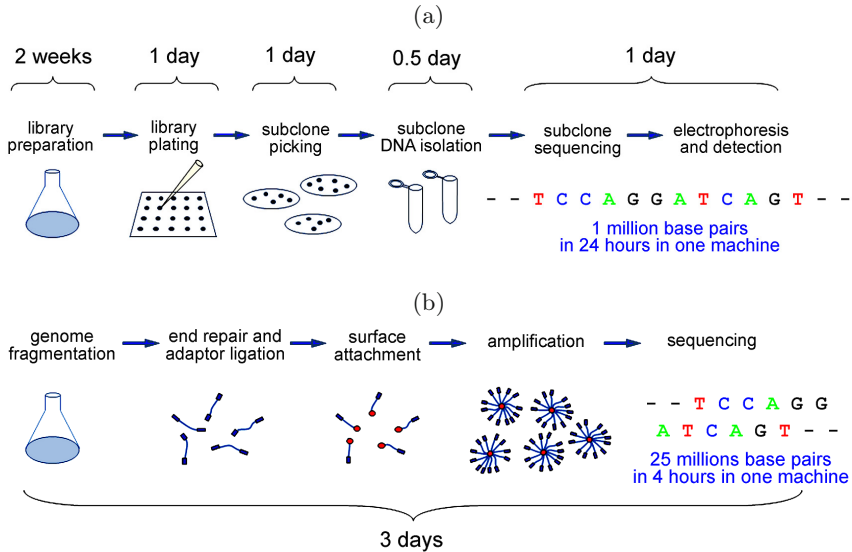 (a)
2 weeks 1 day 1 day 0.5 day 1 day
library preparation
library plating
subclone picking
subclone DNA isolation
subclone sequencing
electrophoresis and detection
- - T C C A G G A T C A G T - -
1 million base pairs
in 24 hours in one machine
(b)
genome fragmentation
end repair and adaptor ligation
surface attachment
amplification
sequencing
- - T C C A G G
A T C A G T - -
25 millions base pairs
in 4 hours in one machine
3 days